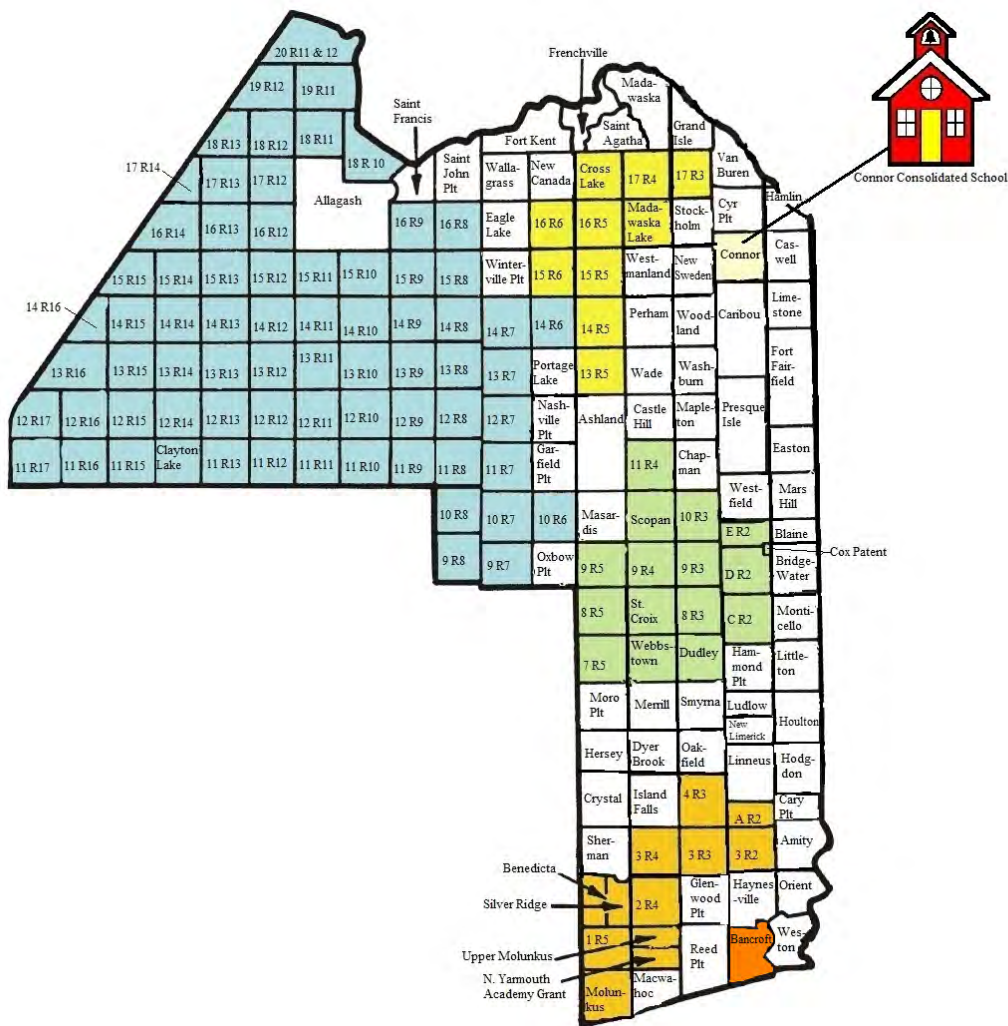 20 R11 & 12
Frenchville
19 R12
19 R11
Mada-
waska
Saint
Francis
Saint
Agatha
Grand
Isle
Fort Kent
18 R13
18 R12
18 R11
18 R 10
Saint
John
Plt
Walla-
grass
New
Canada
Cross
Lake
17 R4
17 R3
Van
Buren
Connor Consolidated School
17 R14
17 R13
17 R12
Allagash
Hamlin
16 R14
16 R13
16 R12
16 R9
16 R8
Eagle
Lake
16 R6
16 R5
Mada-
waska
Lake
Stock-
holm
Cyr
Plt
Connor
Cas-
well
15 R15
15 R14
15 R13
15 R12
15 R11
15 R10
15 R9
15 R8
Winter-
ville Plt
15 R6
15 R5
West-
manland
New
Sweden
14 R16
14 R15
14 R14
14 R13
14 R12
14 R11
14 R10
14 R9
14 R8
14 R7
14 R6
14 R5
Perham
Wood-
land
Caribou
Lime-
stone
13 R16
13 R15
13 R14
13 R13
13 R12
13 R11
13 R10
13 R9
13 R8
13 R7
Portage
Lake
13 R5
Wade
Wash-
burn
Fort
Fair-
field
12 R17
12 R16
12 R15
12 R14
12 R13
12 R12
12 R11
12 R10
12 R9
12 R8
12 R7
Nash-
ville
Plt
Ashland
Castle
Hill
Maple-
ton
Presque
Isle
11 R17
11 R16
11 R15
Clayton
Lake
11 R13
11 R12
11 R11
11 R10
11 R9
11 R8
11 R7
Gar-
field
Plt
11 R4
Chap-
man
Easton
10 R8
10 R7
10 R6
Masar-
dis
Scopan
10 R3
West-
field
Mars
Hill
E R2
Blaine
Cox Patent
9 R8
9 R7
Oxbow
Plt
9 R5
9 R4
9 R3
D R2
Bridge-
Water
8 R5
St.
Croix
8 R3
C R2
Monti-
cello
7 R5
Webbs-
town
Dudley
Ham-
mond
Plt
Little-
ton
Moro
Plt
Merrill
Smyrna
Ludlow
New
Limerick
Houlton
Hersey
Dyer
Brook
Oak-
field
Linneus
Hodg-
don
Crystal
Island
Falls
4 R3
A R2
Cary
Plt
Sher-
man
3 R4
3 R3
3 R2
Amity
Benedicta
Silver Ridge
2 R4
Glen-
wood
Plt
Haynes
-ville
Orient
1 R5
Upper Molunkus
Reed
Plt
Bancroft
Wes-
ton
N. Yarmouth
Academy Grant
Molun-
kus
Macwa-
hoc